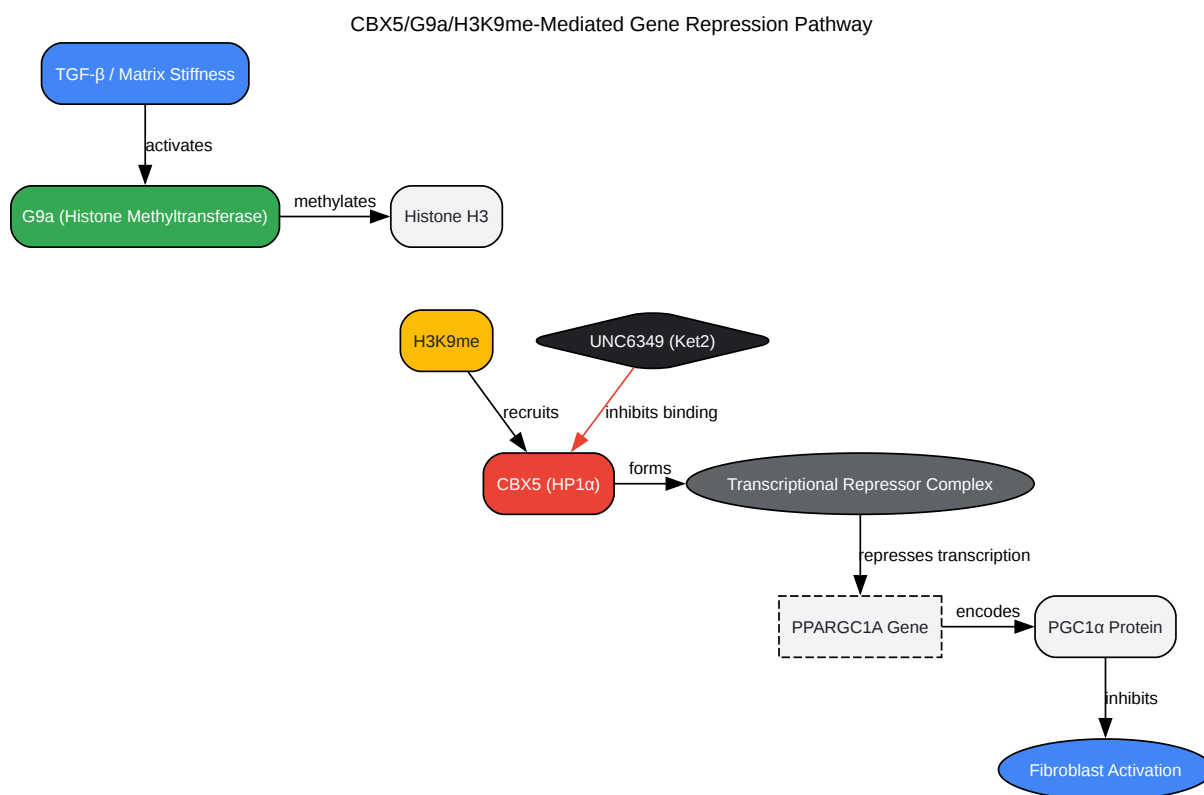 CBX5/G9a/H3K9me-Mediated Gene Repression Pathway
TGF-β / Matrix Stiffness
activates
G9a (Histone Methyltransferase)
methylates
Histone H3
H3K9me
UNC6349 (Ket2)
recruits
inhibits binding
CBX5 (HP1α)
forms
Transcriptional Repressor Complex
represses transcription
PPARGC1A Gene
encodes
PGC1α Protein
inhibits
Fibroblast Activation